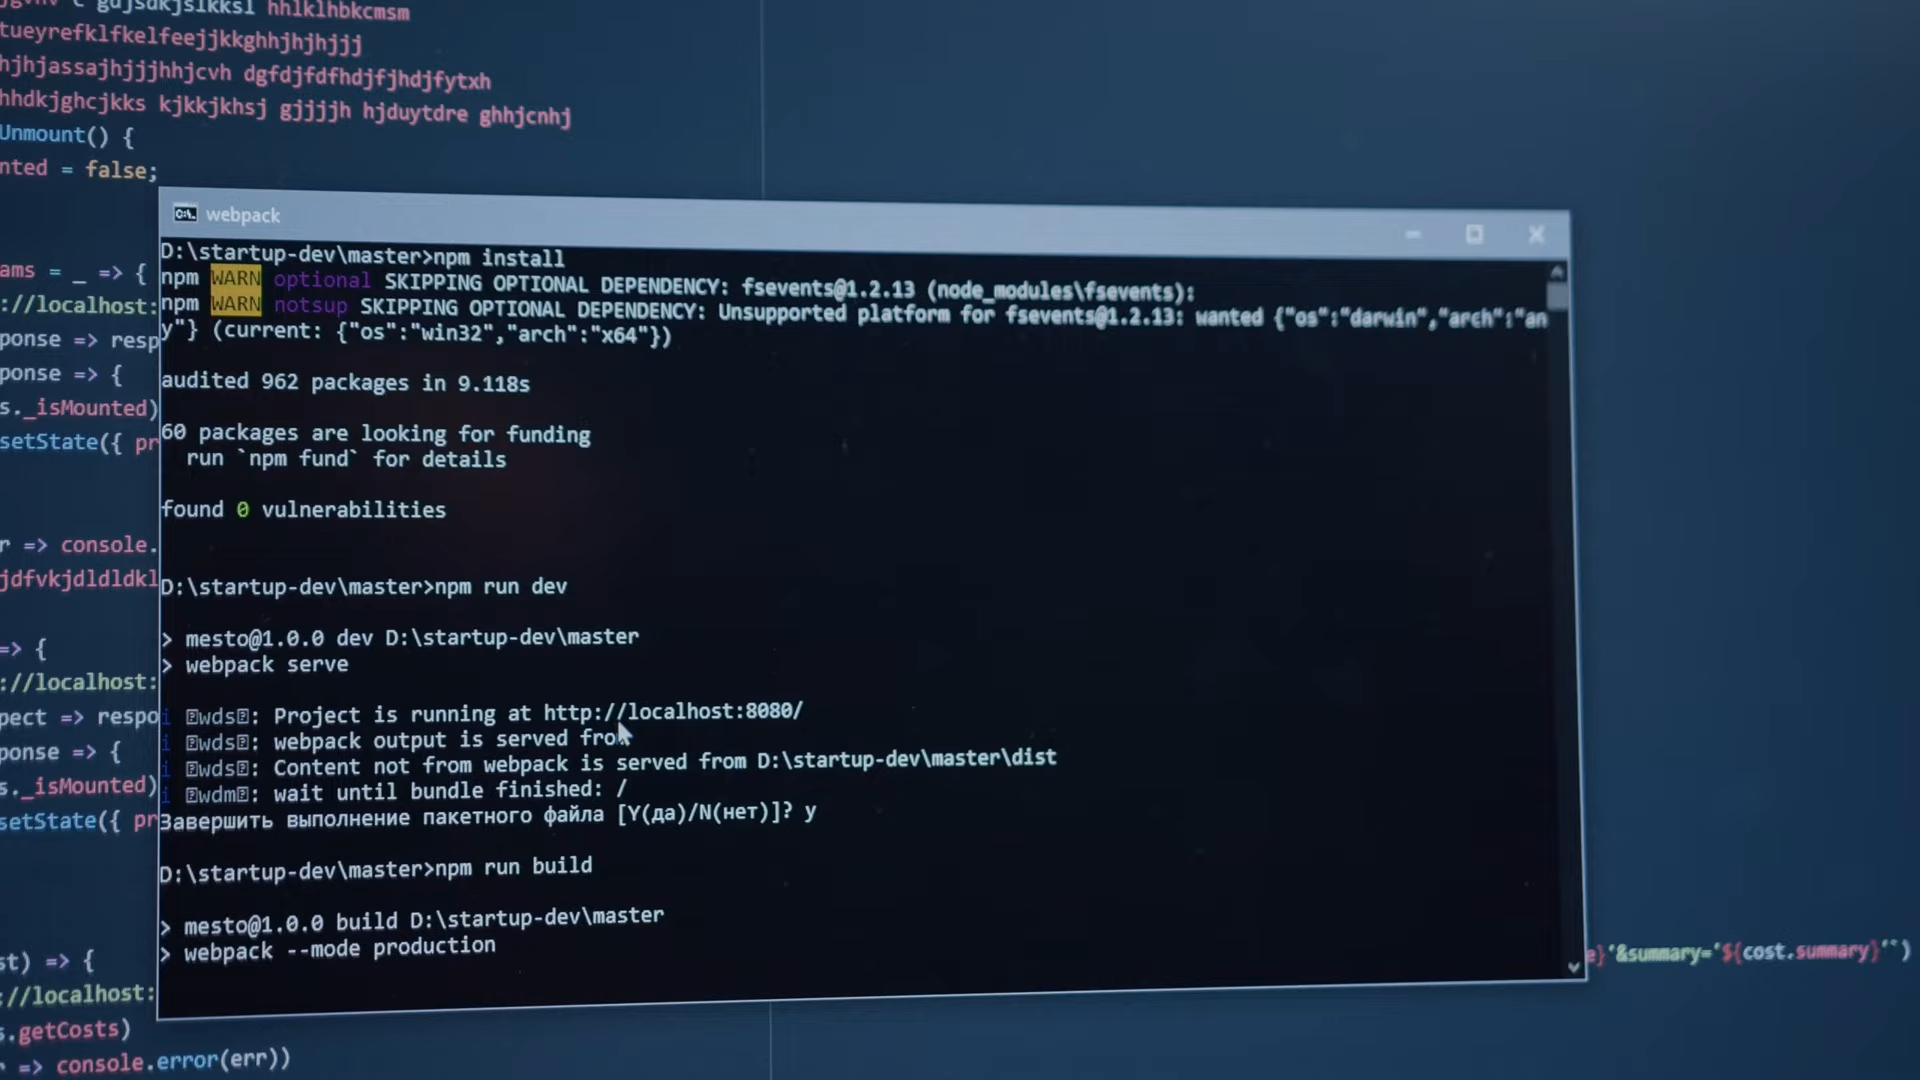 hhlklhbkcmsm
tueyrefklfkelfeejjkkghhjhjhjjj
hjhjassajhjjjhhjcvh dgfdjfdfhdjfjhdjfytxh
hhdkjghcjkks kjkkjkhsj gjjjjh hjduytdre ghhjcnhj
Unmount() {
nted = false;
webpack
D:\startup-dev\master>npm install
npm WARN optional SKIPPING OPTIONAL DEPENDENCY: fsevents@1.2.13 (node_modules\fsevents):
npm WARN notsup SKIPPING OPTIONAL DEPENDENCY: Unsupported platform for fsevents@1.2.13: wanted {"os":"darwin","arch":"an
y"} (current: {"os":"win32","arch":"x64"})
audited 962 packages in 9.118s
60 packages are looking for funding
run `npm fund` for details
found 0 vulnerabilities
D:\startup-dev\master>npm run dev
> mesto@1.0.0 dev D:\startup-dev\master
> webpack serve
i wds: Project is running at http://localhost:8080/
i wds: webpack output is served from
i wds: Content not from webpack is served from D:\startup-dev\master\dist
i wdm: wait until bundle finished: /
Завершить выполнение пакетного файла [Y(да)/N(нет)]? y
D:\startup-dev\master>npm run build
> mesto@1.0.0 build D:\startup-dev\master
> webpack --mode production
ams = _ => {
://localhost:
ponse => resp
ponse => {
s._isMounted)
setState({ pr
r => console.
jdfvkjdldldkl
=> {
://localhost:
pect => respo
ponse => {
s._isMounted)
setState({ pr
st) => {
://localhost:
s.getCosts)
r => console.error(err))
e}'&summary='${cost.summary}'`)